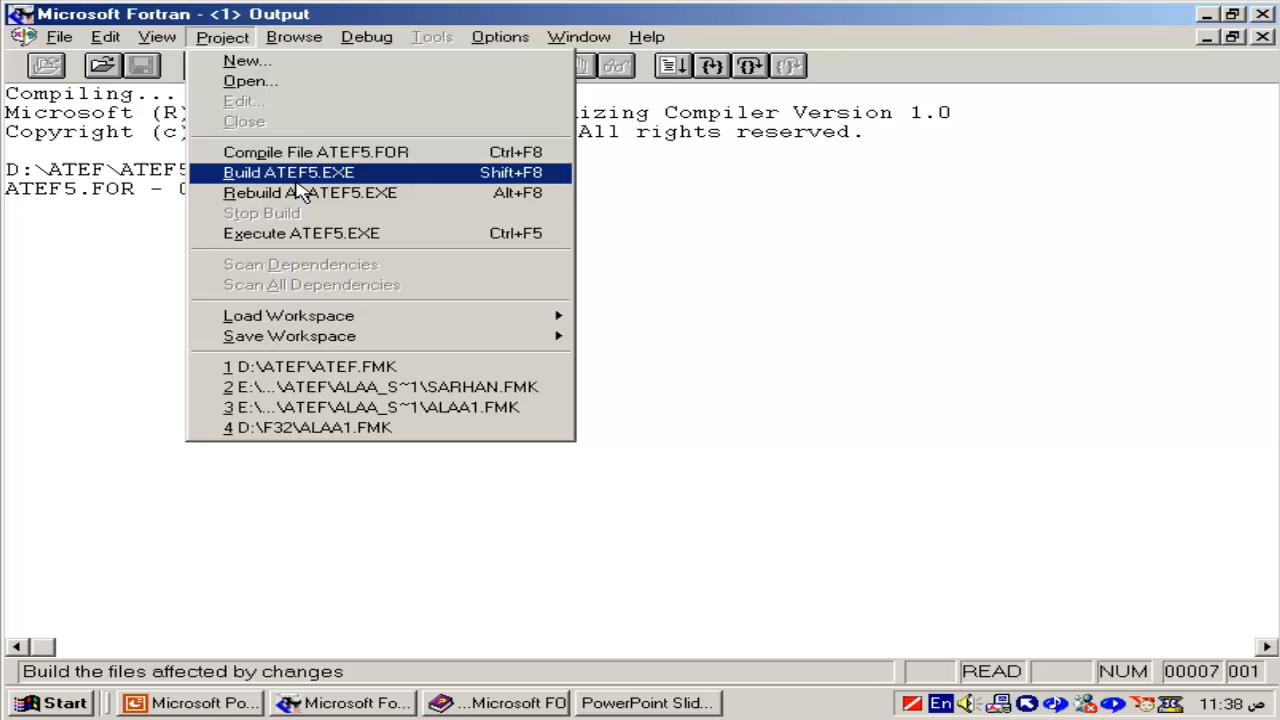 Microsoft Fortran - <1> Output
File Edit View Project Browse Debug Tools Options Window Help
New...
Open...
Edit...
Close
Compile File ATEF5.FOR Ctrl+F8
Build ATEF5.EXE Shift+F8
Rebuild All ATEF5.EXE Alt+F8
Stop Build
Execute ATEF5.EXE Ctrl+F5
Scan Dependencies
Scan All Dependencies
Load Workspace
Save Workspace
1 D:\ATEF\ATEF.FMK
2 E:\...\ATEF\ALAA_S~1\SARHAN.FMK
3 E:\...\ATEF\ALAA_S~1\ALAA1.FMK
4 D:\F32\ALAA1.FMK
Compiling...
Microsoft (R) izing Compiler Version 1.0
Copyright (c) All rights reserved.
D:\ATEF\ATEF5
ATEF5.FOR -
Build the files affected by changes READ NUM 00007 001
Start Microsoft Po... Microsoft Fo... ...Microsoft FO PowerPoint Slid... En 11:38 ص